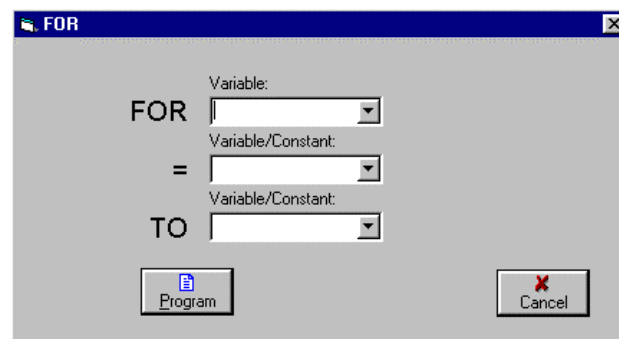 FOR
Variable:
FOR
Variable/Constant:
=
Variable/Constant:
TO
Program
Cancel